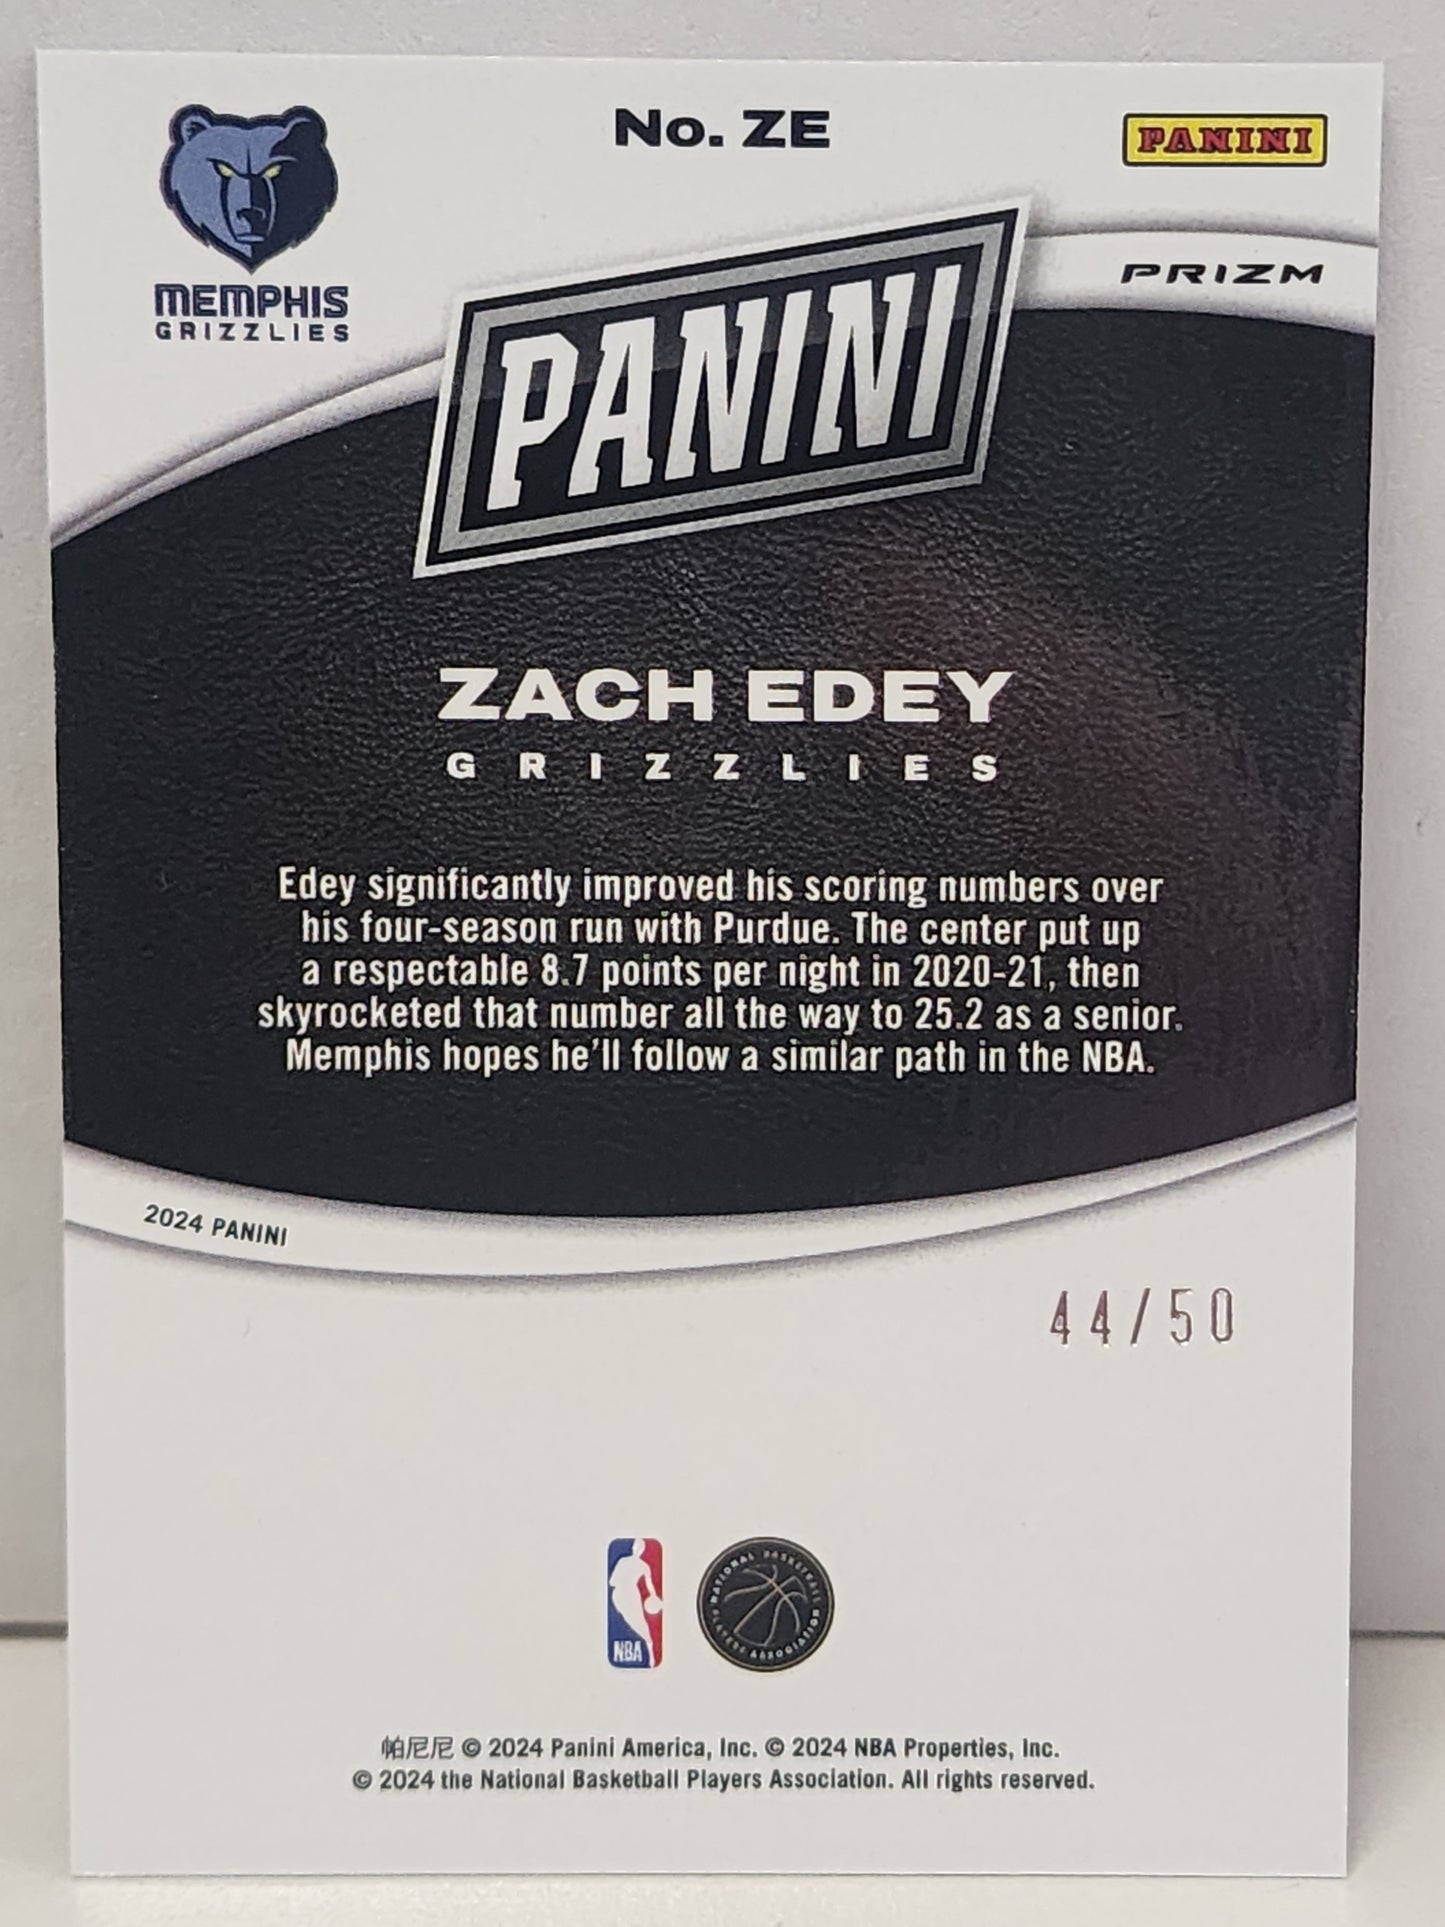 No. ZE
PANINI
PRIZM
MEMPHIS
GRIZZLIES
PANINI
ZACH EDEY
GRIZZLIES
Edey significantly improved his scoring numbers over
his four-season run with Purdue. The center put up
a respectable 8.7 points per night in 2020-21, then
skyrocketed that number all the way to 25.2 as a senior.
Memphis hopes he'll follow a similar path in the NBA.
2024 PANINI
44/50
NBA
NATIONAL BASKETBALL
PLAYERS ASSOCIATION
帕尼尼 © 2024 Panini America, Inc. © 2024 NBA Properties, Inc.
© 2024 the National Basketball Players Association. All rights reserved.